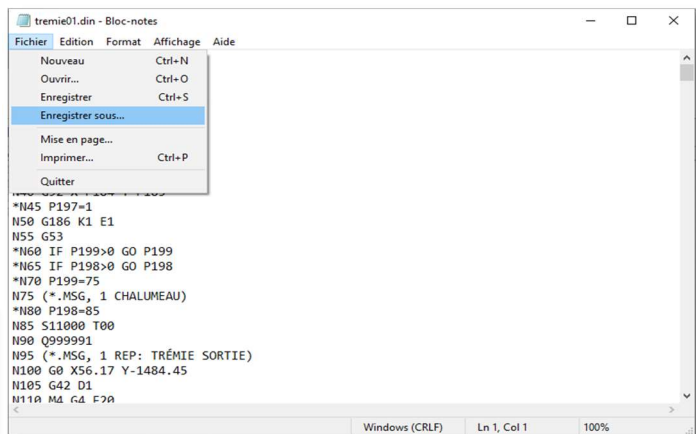 tremie01.din - Bloc-notes
Fichier Edition Format Affichage Aide
Nouveau Ctrl+N
Ouvrir... Ctrl+O
Enregistrer Ctrl+S
Enregistrer sous...
Mise en page...
Imprimer... Ctrl+P
Quitter
*N45 P197=1
N50 G186 K1 E1
N55 G53
*N60 IF P199>0 GO P199
*N65 IF P198>0 GO P198
*N70 P199=75
N75 (*.MSG, 1 CHALUMEAU)
*N80 P198=85
N85 S11000 T00
N90 Q999991
N95 (*.MSG, 1 REP: TRÉMIE SORTIE)
N100 G0 X56.17 Y-1484.45
N105 G42 D1
N110 M4 G4 F20
Windows (CRLF) Ln 1, Col 1 100%